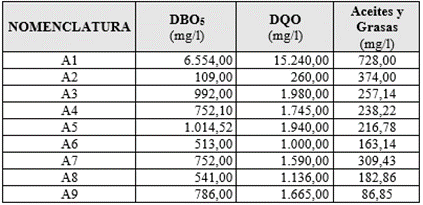 NOMENCLATURA DBO₅ (mg/l) DQO (mg/l) Aceites y Grasas (mg/l)
A1 6.554,00 15.240,00 728,00
A2 109,00 260,00 374,00
A3 992,00 1.980,00 257,14
A4 752,10 1.745,00 238,22
A5 1.014,52 1.940,00 216,78
A6 513,00 1.000,00 163,14
A7 752,00 1.590,00 309,43
A8 541,00 1.136,00 182,86
A9 786,00 1.665,00 86,85